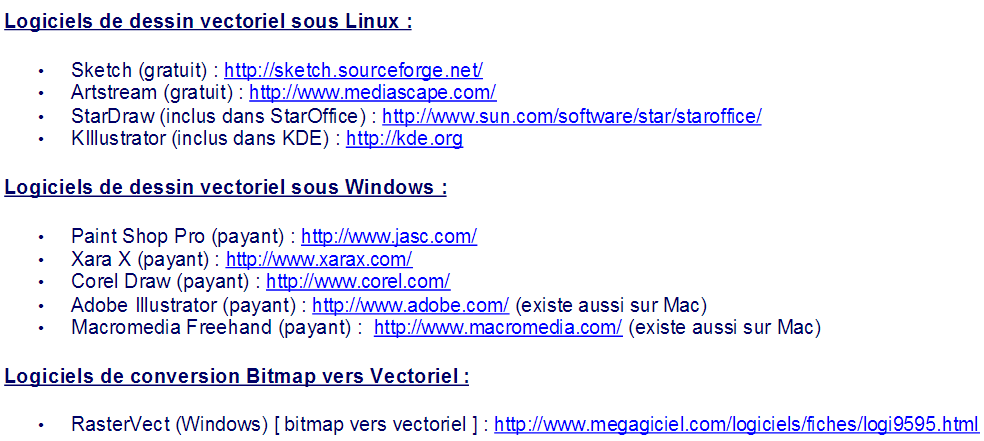 Logiciels de dessin vectoriel sous Linux :
• Sketch (gratuit) : http://sketch.sourceforge.net/
• Artstream (gratuit) : http://www.mediascape.com/
• StarDraw (inclus dans StarOffice) : http://www.sun.com/software/star/staroffice/
• KIllustrator (inclus dans KDE) : http://kde.org
Logiciels de dessin vectoriel sous Windows :
• Paint Shop Pro (payant) : http://www.jasc.com/
• Xara X (payant) : http://www.xarax.com/
• Corel Draw (payant) : http://www.corel.com/
• Adobe Illustrator (payant) : http://www.adobe.com/ (existe aussi sur Mac)
• Macromedia Freehand (payant) : http://www.macromedia.com/ (existe aussi sur Mac)
Logiciels de conversion Bitmap vers Vectoriel :
• RasterVect (Windows) [ bitmap vers vectoriel ] : http://www.megagiciel.com/logiciels/fiches/logi9595.html